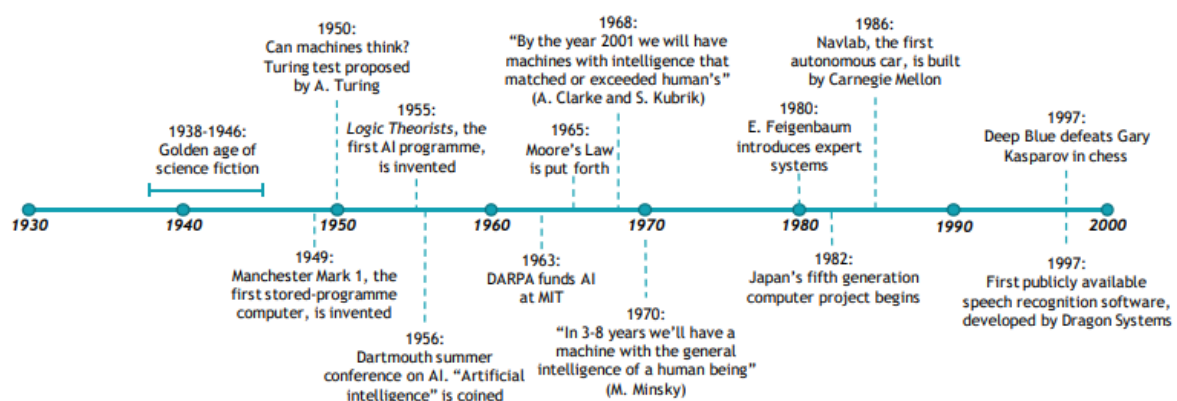 1950:
Can machines think?
Turing test proposed
by A. Turing
1968:
“By the year 2001 we will have
machines with intelligence that
matched or exceeded human’s”
(A. Clarke and S. Kubrik)
1986:
Navlab, the first
autonomous car, is built
by Carnegie Mellon
1938-1946:
Golden age of
science fiction
1955:
Logic Theorists, the
first AI programme,
is invented
1965:
Moore’s Law
is put forth
1980:
E. Feigenbaum
introduces expert
systems
1997:
Deep Blue defeats Gary
Kasparov in chess
1930 1940 1950 1960 1970 1980 1990 2000
1949:
Manchester Mark 1, the
first stored-programme
computer, is invented
1956:
Dartmouth summer
conference on AI. “Artificial
intelligence” is coined
1963:
DARPA funds AI
at MIT
1970:
“In 3-8 years we’ll have a
machine with the general
intelligence of a human being”
(M. Minsky)
1982:
Japan’s fifth generation
computer project begins
1997:
First publicly available
speech recognition software,
developed by Dragon Systems